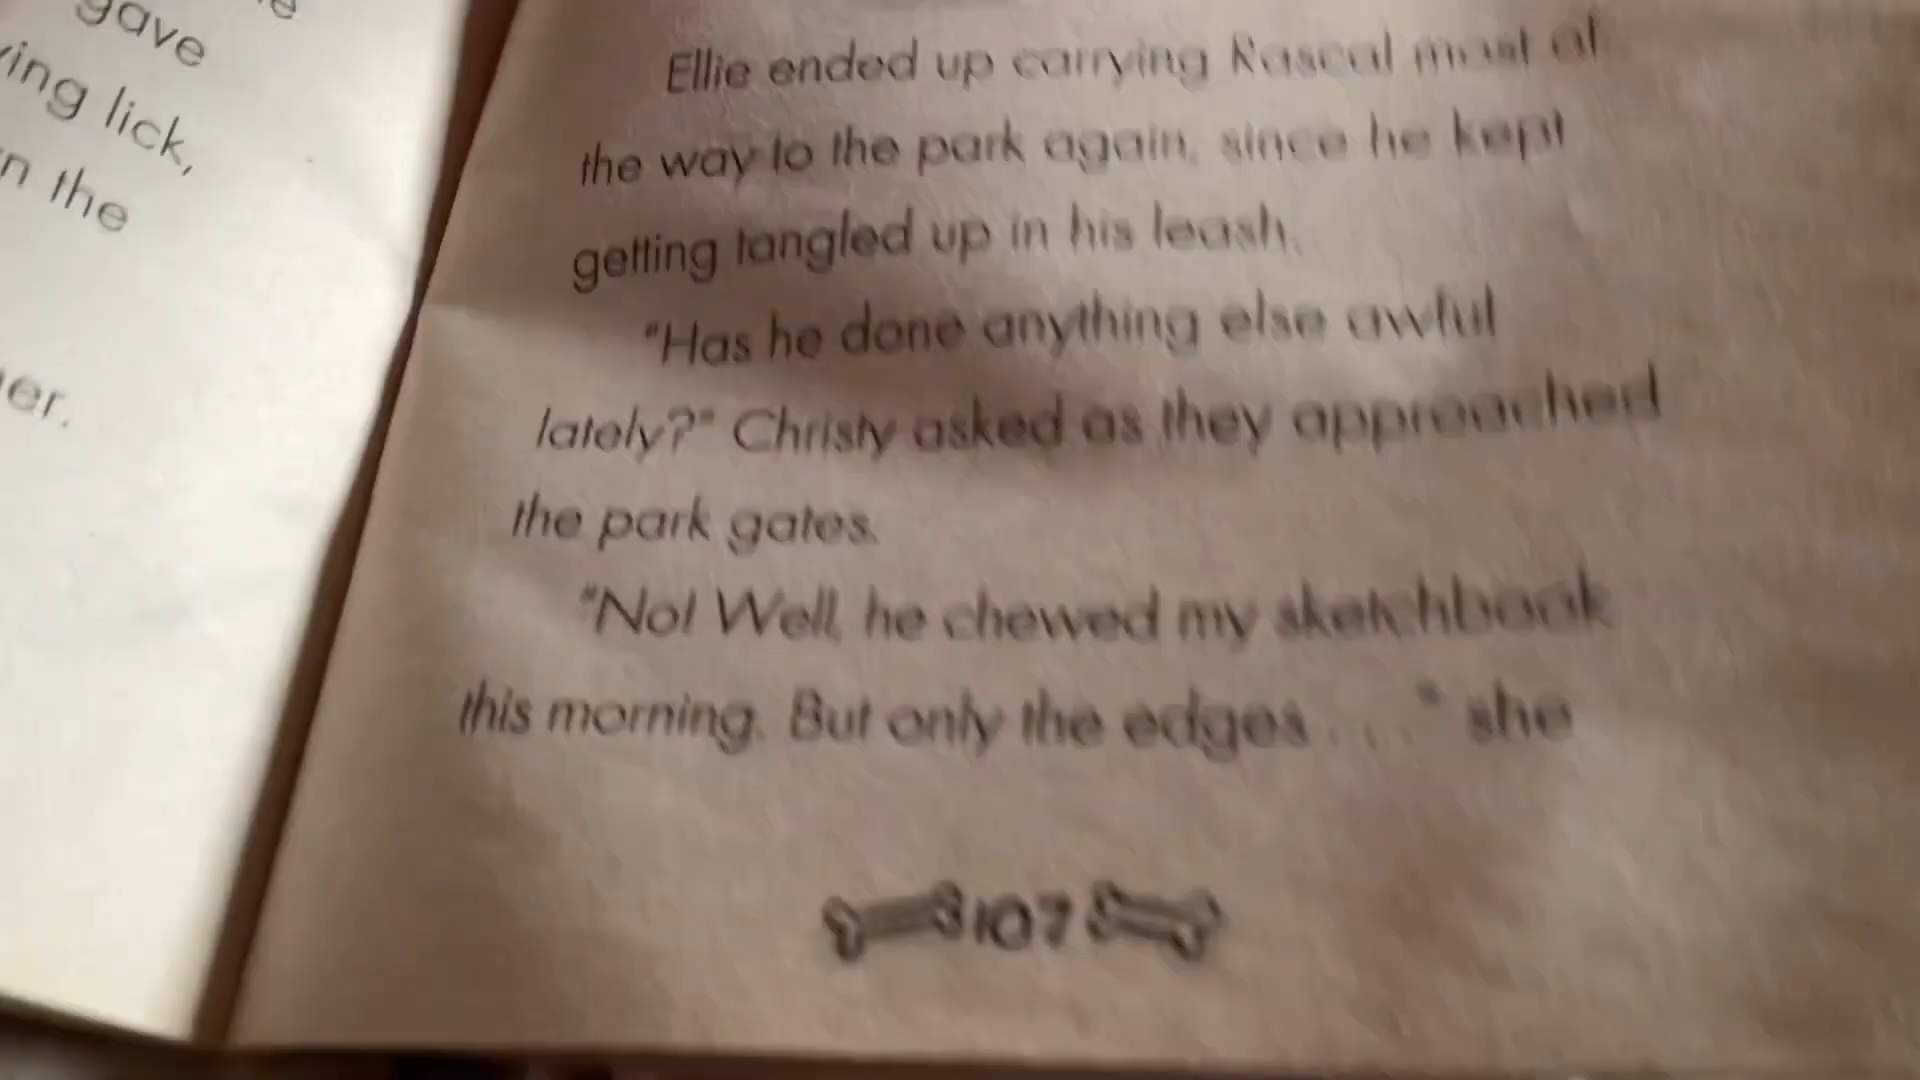 gave
ving lick,
n the
er.
Ellie ended up carrying Rascal most of
the way to the park again, since he kept
getting tangled up in his leash.
"Has he done anything else awful
lately?" Christy asked as they approached
the park gates.
"No! Well, he chewed my sketchbook
this morning. But only the edges . . . " she
107